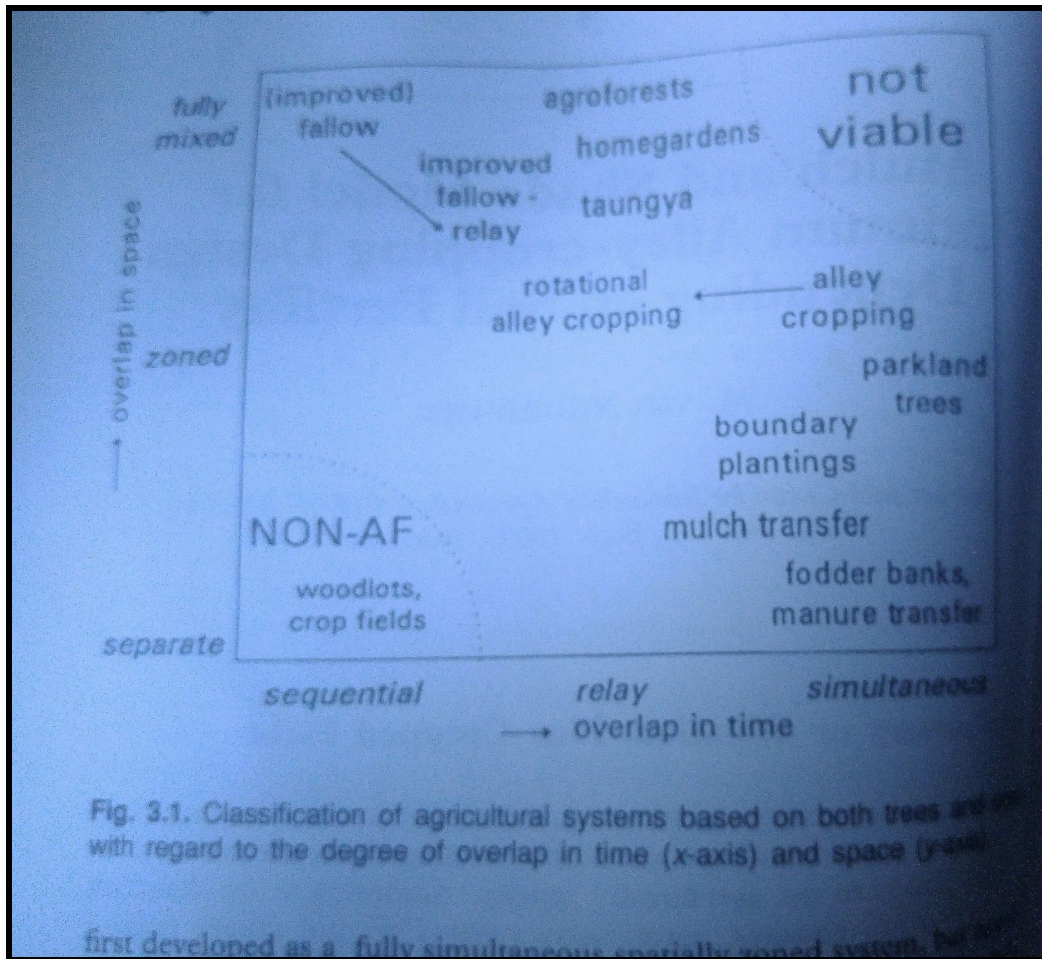 fully
mixed
(improved)
fallow
agroforests
not
viable
homegardens
improved
fallow -
relay
taungya
rotational
alley cropping
alley
cropping
→ overlap in space
zoned
parkland
trees
boundary
plantings
NON-AF
woodlots,
crop fields
mulch transfer
fodder banks,
manure transfer
separate
sequential
relay
simultaneous
→ overlap in time
Fig. 3.1. Classification of agricultural systems based on both trees and
with regard to the degree of overlap in time (x-axis) and space (y-axis)
first developed as a fully simultaneous spatially zoned system, but